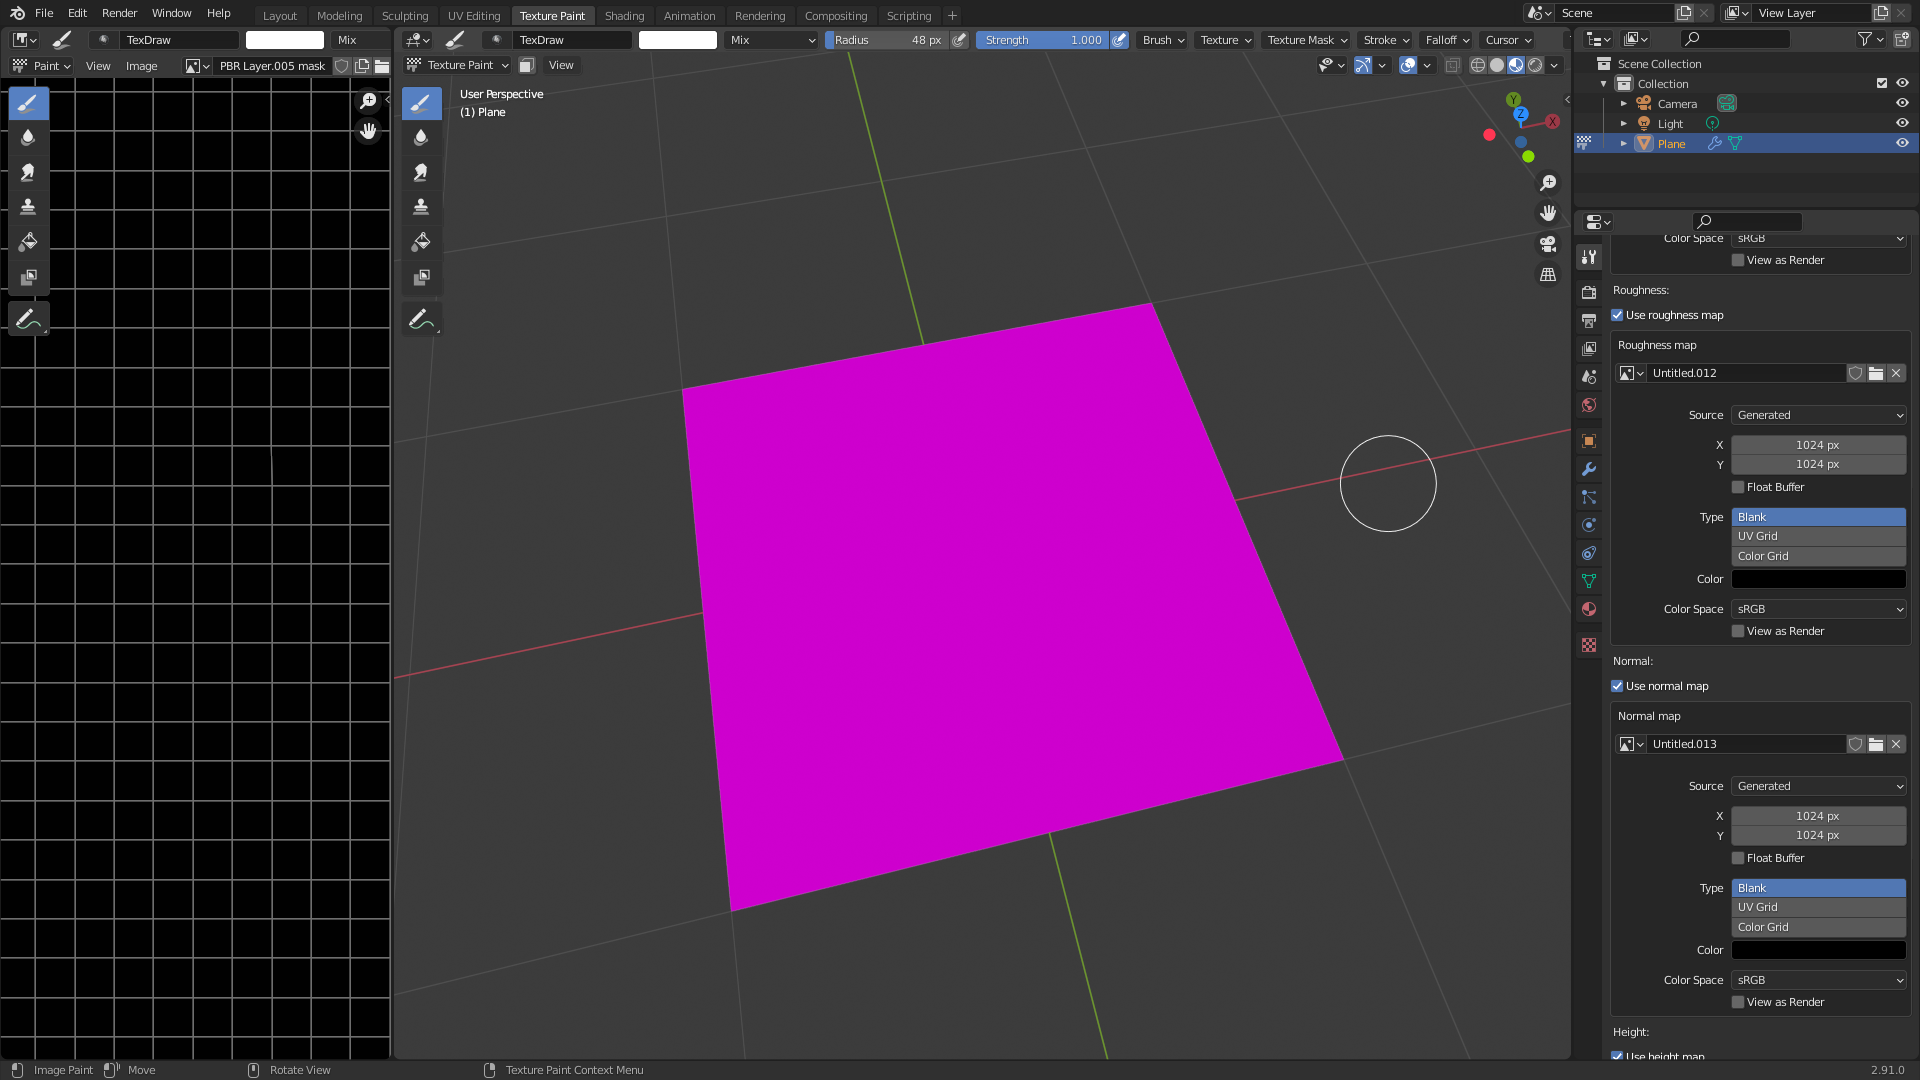 File Edit Render Window Help Layout Modeling Sculpting UV Editing Texture Paint Shading Animation Rendering Compositing Scripting + Scene View Layer
TexDraw Mix TexDraw Mix Radius 48 px Strength 1.000 Brush Texture Texture Mask Stroke Falloff Cursor
Paint View Image PBR Layer.005 mask Texture Paint View
User Perspective
(1) Plane
Y
Z
X
Scene Collection
Collection
Camera
Light
Plane
Color Space sRGB
View as Render
Roughness:
Use roughness map
Roughness map
Untitled.012
Source Generated
X 1024 px
Y 1024 px
Float Buffer
Type Blank
UV Grid
Color Grid
Color
Color Space sRGB
View as Render
Normal:
Use normal map
Normal map
Untitled.013
Source Generated
X 1024 px
Y 1024 px
Float Buffer
Type Blank
UV Grid
Color Grid
Color
Color Space sRGB
View as Render
Height:
Use height map
Image Paint Move Rotate View Texture Paint Context Menu 2.91.0